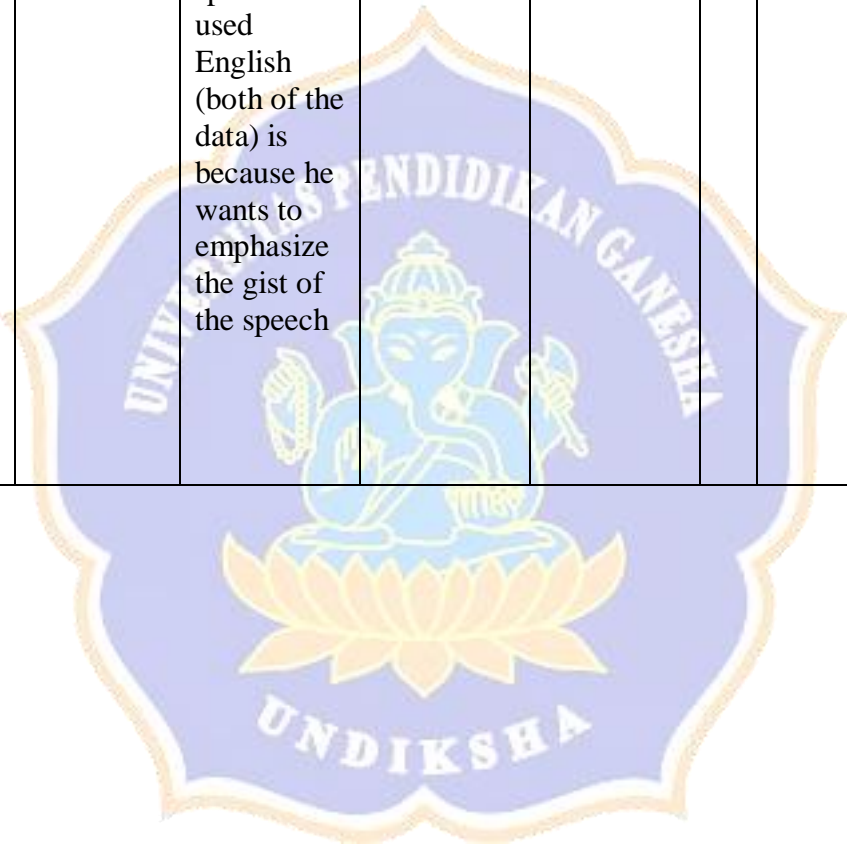 used
English
(both of the
data) is
because he
wants to
emphasize
the gist of
the speech
UNIVERSITAS PENDIDIKAN GANESHA
UNDIKSHA